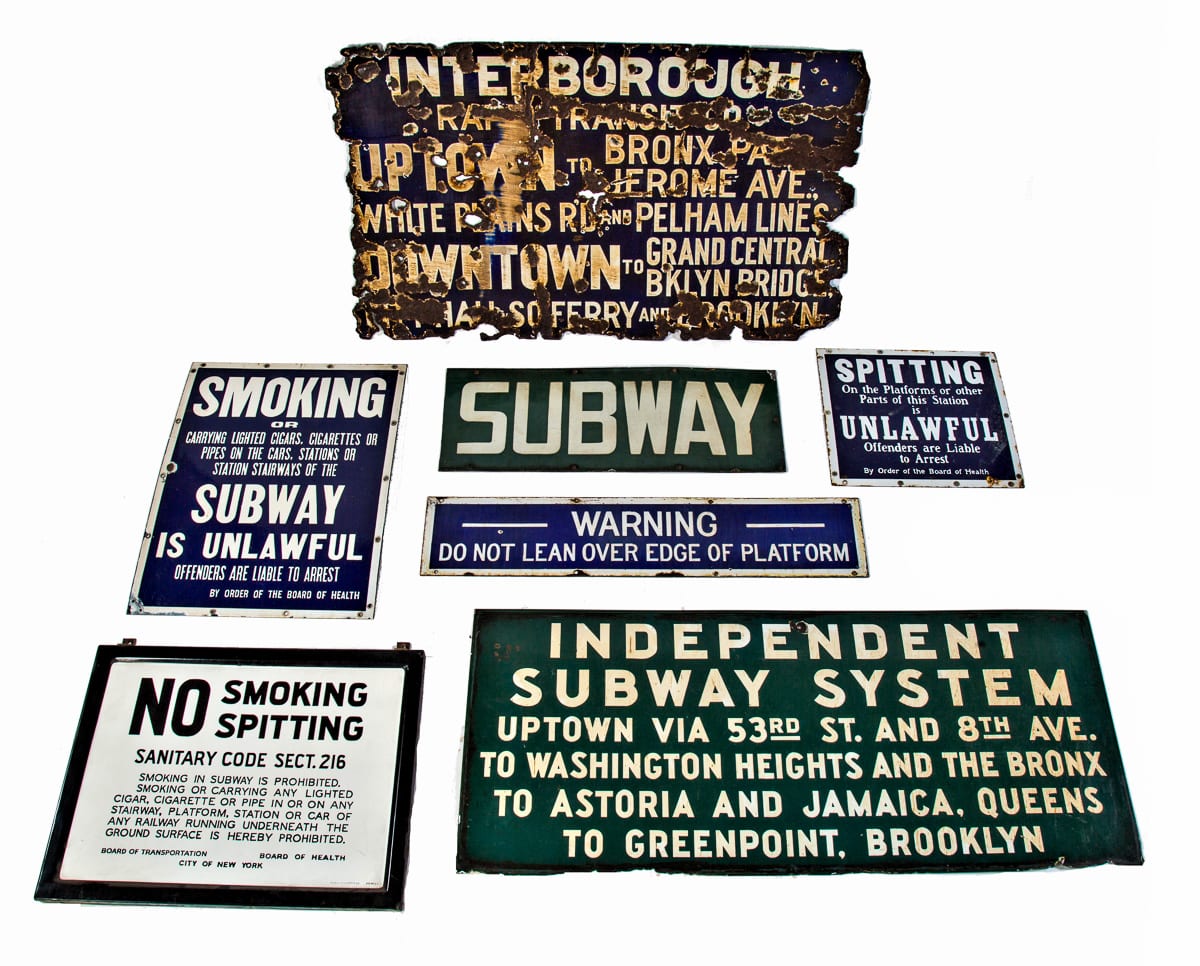 INTERBOROUGH
TRANSIT
UPTOWN TO BRONX
JEROME AVE.,
WHITE PLAINS RD AND PELHAM LINES
DOWNTOWN TO GRAND CENTRAL
BKLYN BRIDGE,
SO FERRY AND BROOKLYN
SMOKING
OR
CARRYING LIGHTED CIGARS, CIGARETTES OR
PIPES ON THE CARS, STATIONS OR
STATION STAIRWAYS OF THE
SUBWAY
IS UNLAWFUL
OFFENDERS ARE LIABLE TO ARREST
BY ORDER OF THE BOARD OF HEALTH
SUBWAY
SPITTING
On the Platforms or other
Parts of this Station
is
UNLAWFUL
Offenders are Liable
to Arrest
By Order of the Board of Health
WARNING
DO NOT LEAN OVER EDGE OF PLATFORM
NO SMOKING
SPITTING
SANITARY CODE SECT. 216
SMOKING IN SUBWAY IS PROHIBITED.
SMOKING OR CARRYING ANY LIGHTED
CIGAR, CIGARETTE OR PIPE IN OR ON ANY
STAIRWAY, PLATFORM, STATION OR CAR OF
ANY RAILWAY RUNNING UNDERNEATH THE
GROUND SURFACE IS HEREBY PROHIBITED.
BOARD OF TRANSPORTATION BOARD OF HEALTH
CITY OF NEW YORK
INDEPENDENT
SUBWAY SYSTEM
UPTOWN VIA 53RD ST. AND 8TH AVE.
TO WASHINGTON HEIGHTS AND THE BRONX
TO ASTORIA AND JAMAICA, QUEENS
TO GREENPOINT, BROOKLYN